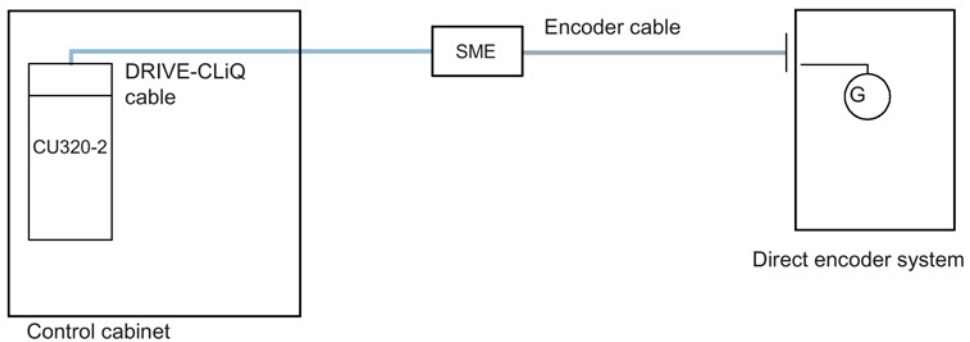 DRIVE-CLiQ
cable
CU320-2
SME
Encoder cable
G
Direct encoder system
Control cabinet